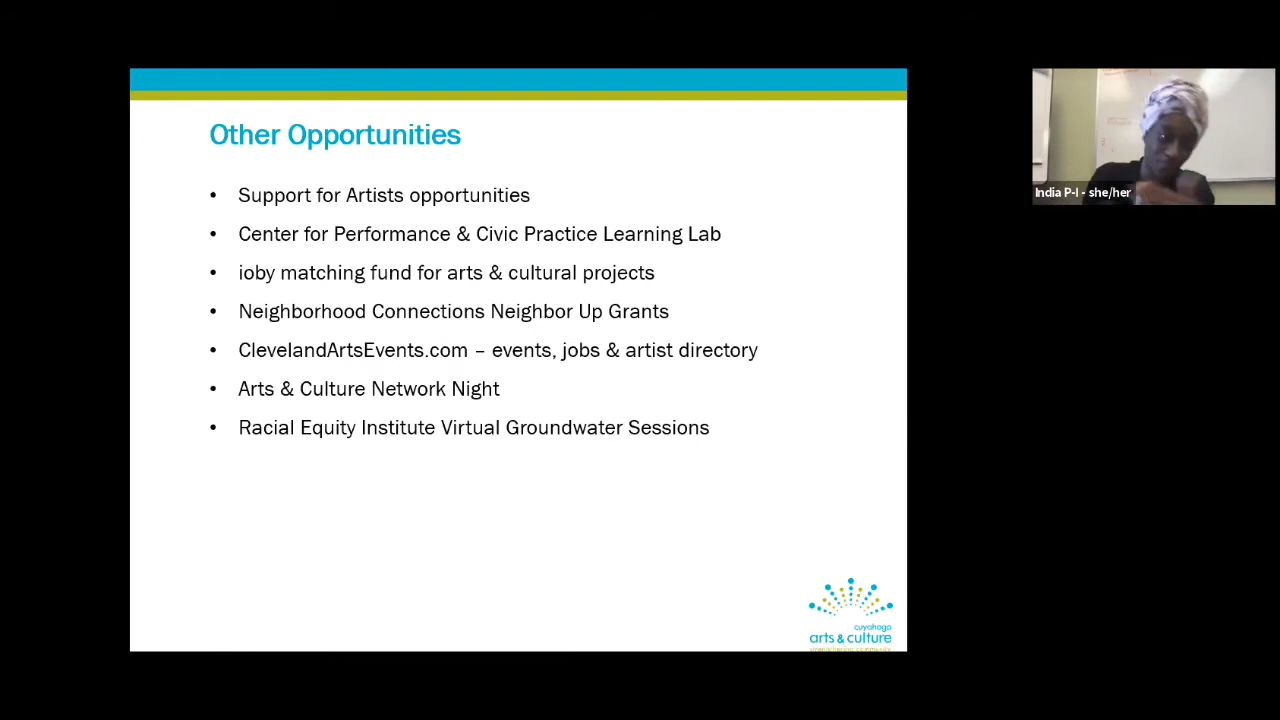 Other Opportunities
• Support for Artists opportunities
• Center for Performance & Civic Practice Learning Lab
• ioby matching fund for arts & cultural projects
• Neighborhood Connections Neighbor Up Grants
• ClevelandArtsEvents.com – events, jobs & artist directory
• Arts & Culture Network Night
• Racial Equity Institute Virtual Groundwater Sessions
India P-I - she/her
cuyahoga
arts & culture
strengthening community